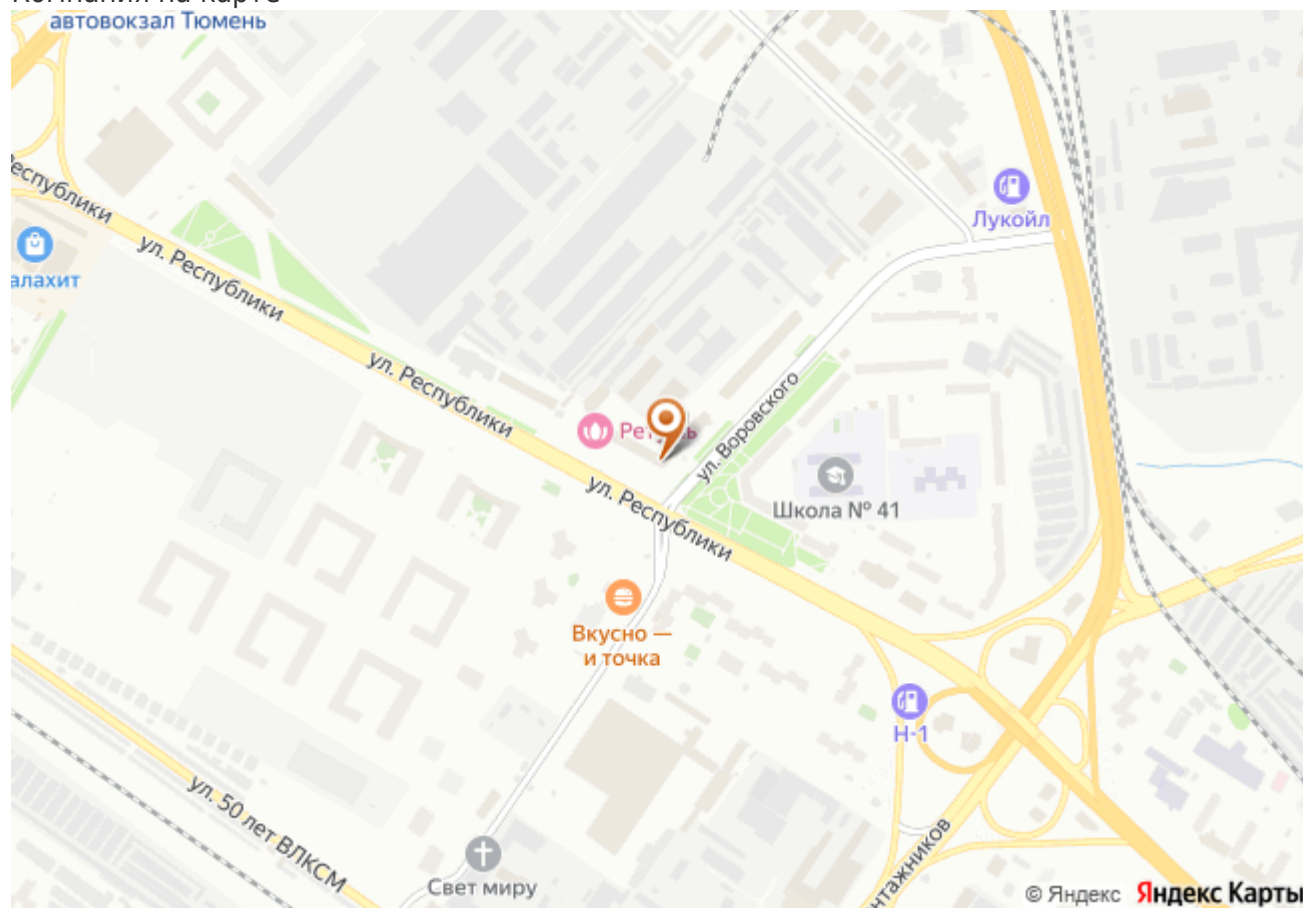 автовокзал Тюмень
Республики
ул. Республики
алахит
Лукойл
ул. Республики
ул. Воровского
ул. Республики
Школа № 41
Вкусно —
и точка
Н-1
ул. 50 лет ВЛКСМ
Свет миру
нтажников
© Яндекс Яндекс Карты